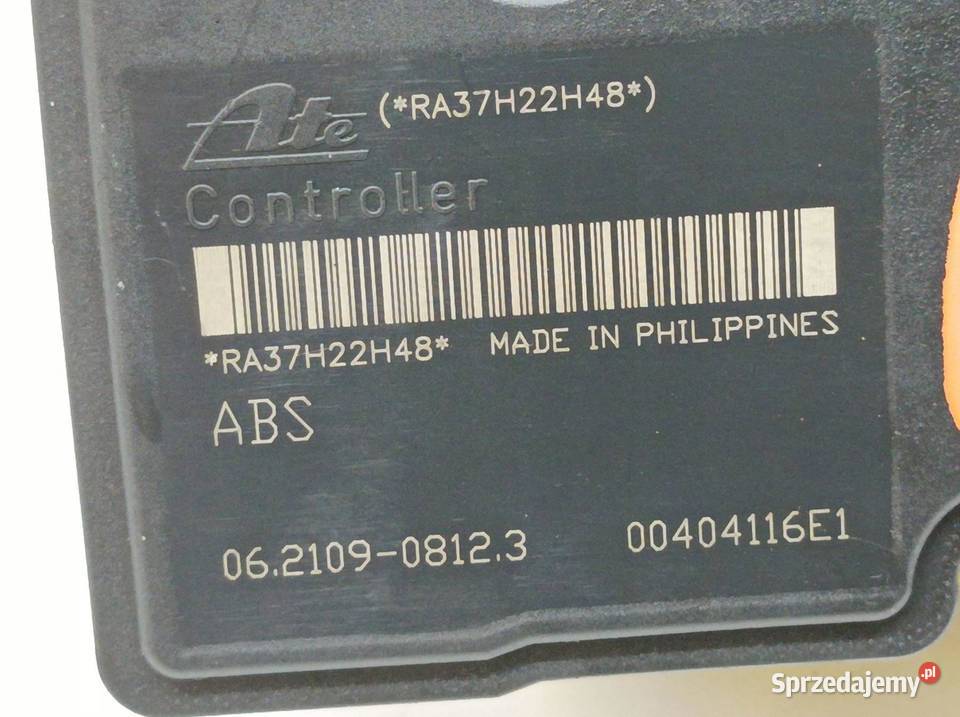 Ate (*RA37H22H48*)
Controller
*RA37H22H48* MADE IN PHILIPPINES
ABS
06.2109-0812.3 00404116E1
Sprzedajemy.pl